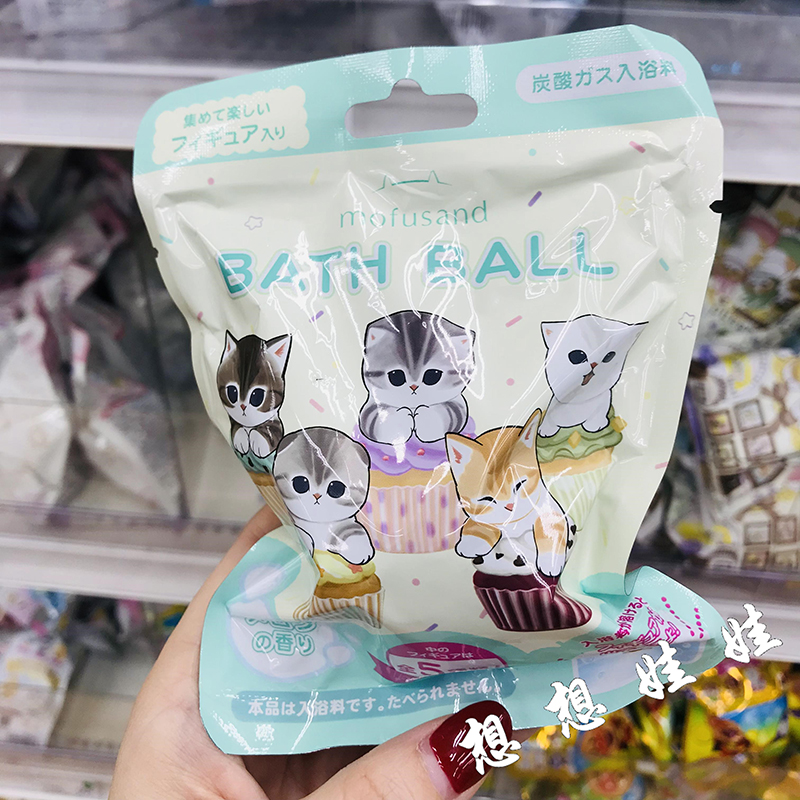 集めて楽しい
フィギュア入り
炭酸ガス入浴料
mofusand
BATH BALL
の香り
中の
フィギュアは
全5
本品は入浴料です。たべられません。
想想娃娃